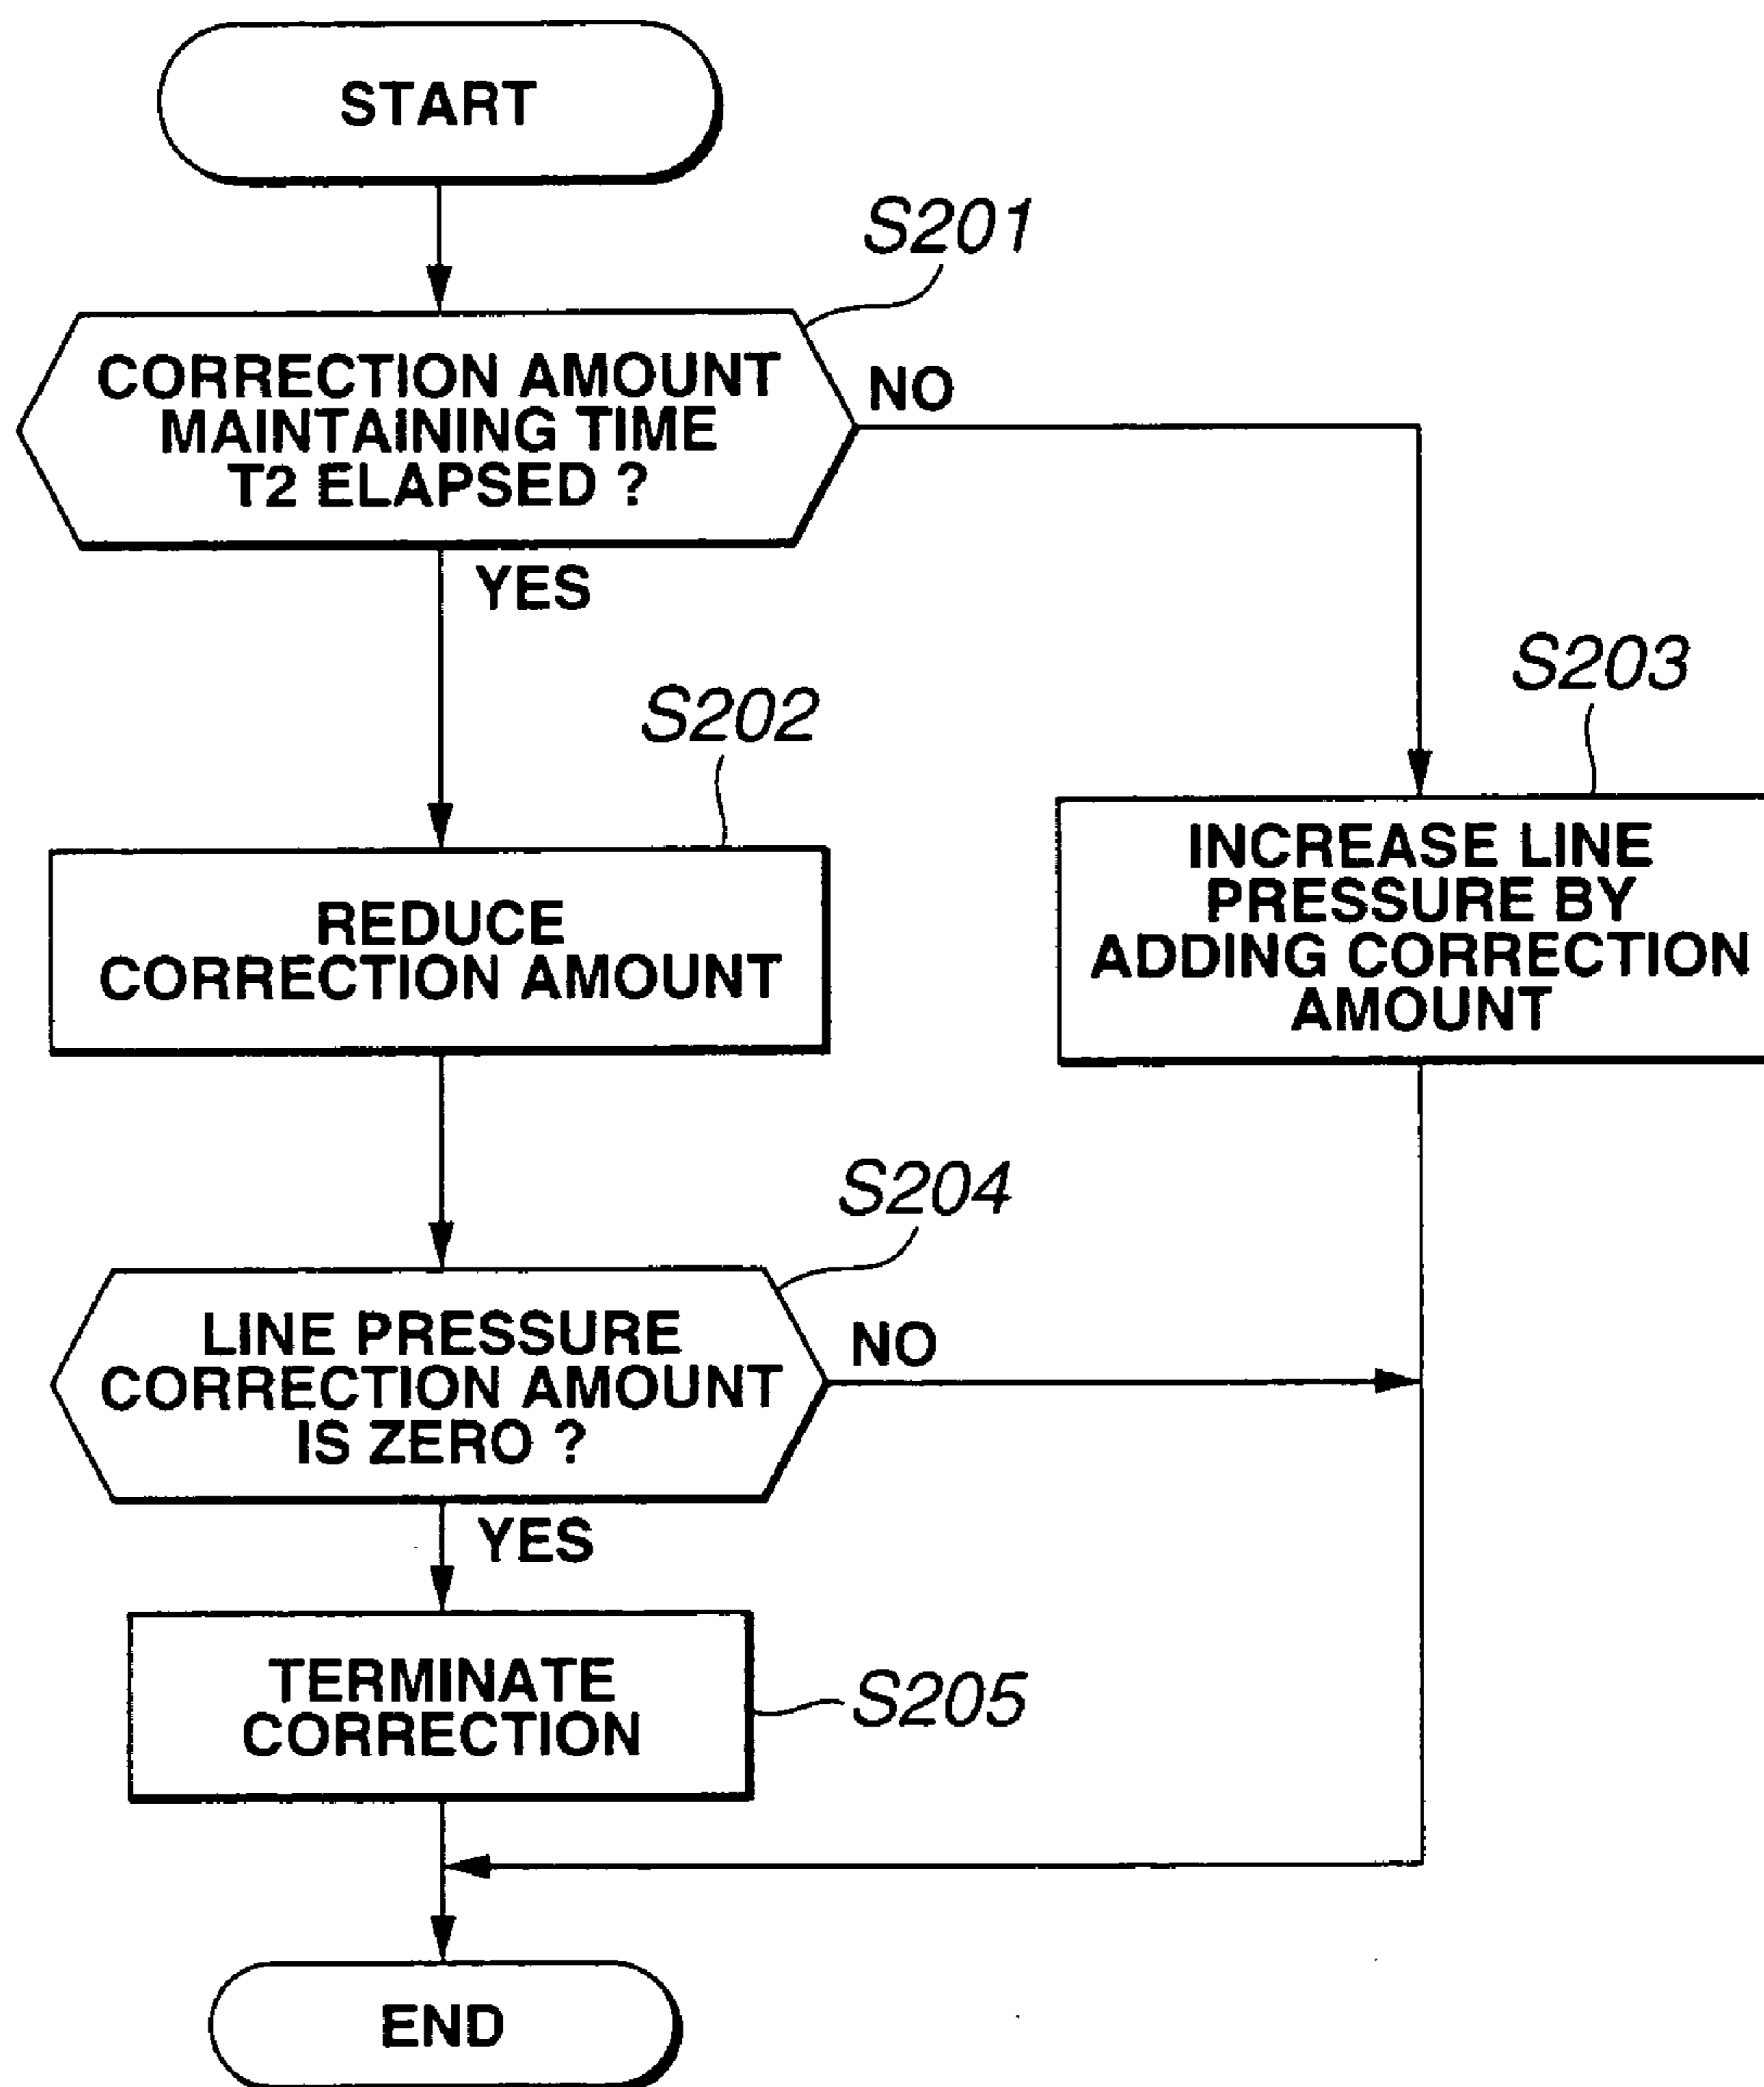 START
S201
CORRECTION AMOUNT
MAINTAINING TIME
T2 ELAPSED ?
NO
YES
S202
REDUCE
CORRECTION AMOUNT
S203
INCREASE LINE
PRESSURE BY
ADDING CORRECTION
AMOUNT
S204
LINE PRESSURE
CORRECTION AMOUNT
IS ZERO ?
NO
YES
TERMINATE
CORRECTION
S205
END